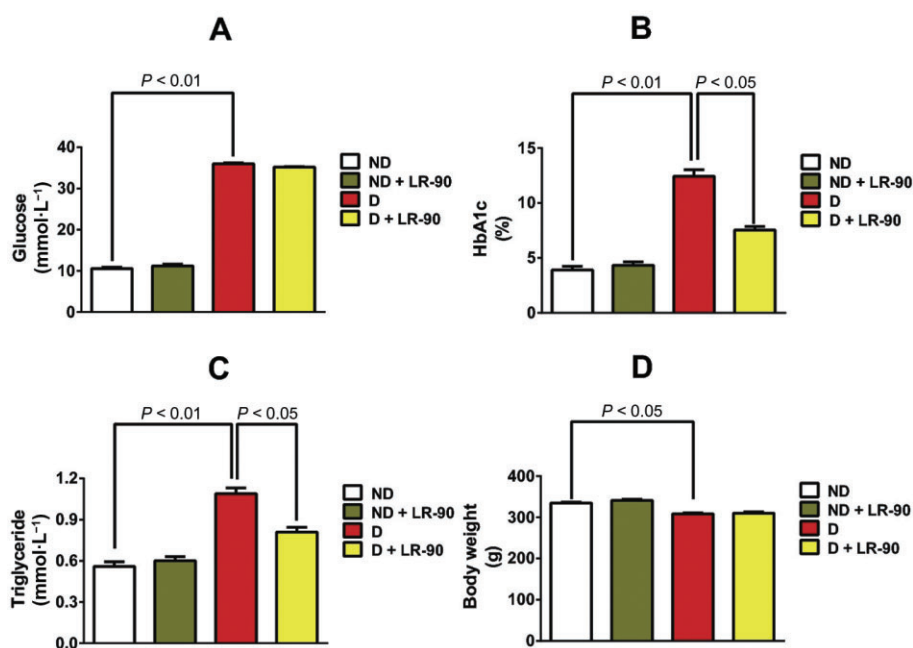 A
P < 0.01
Glucose
(mmol·L⁻¹)
40
30
20
10
0
ND
ND + LR-90
D
D + LR-90
B
P < 0.01
P < 0.05
HbA1c
(%)
15
10
5
0
ND
ND + LR-90
D
D + LR-90
C
P < 0.01
P < 0.05
Triglyceride
(mmol·L⁻¹)
1.2
0.9
0.6
0.3
0.0
ND
ND + LR-90
D
D + LR-90
D
P < 0.05
Body weight
(g)
400
300
200
100
0
ND
ND + LR-90
D
D + LR-90